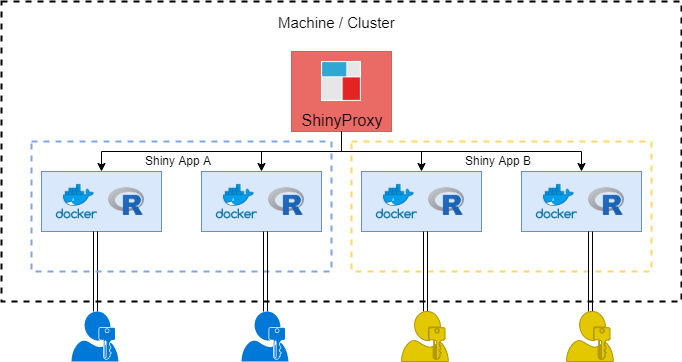 Machine / Cluster
ShinyProxy
Shiny App A
Shiny App B
docker R
docker R
docker R
docker R